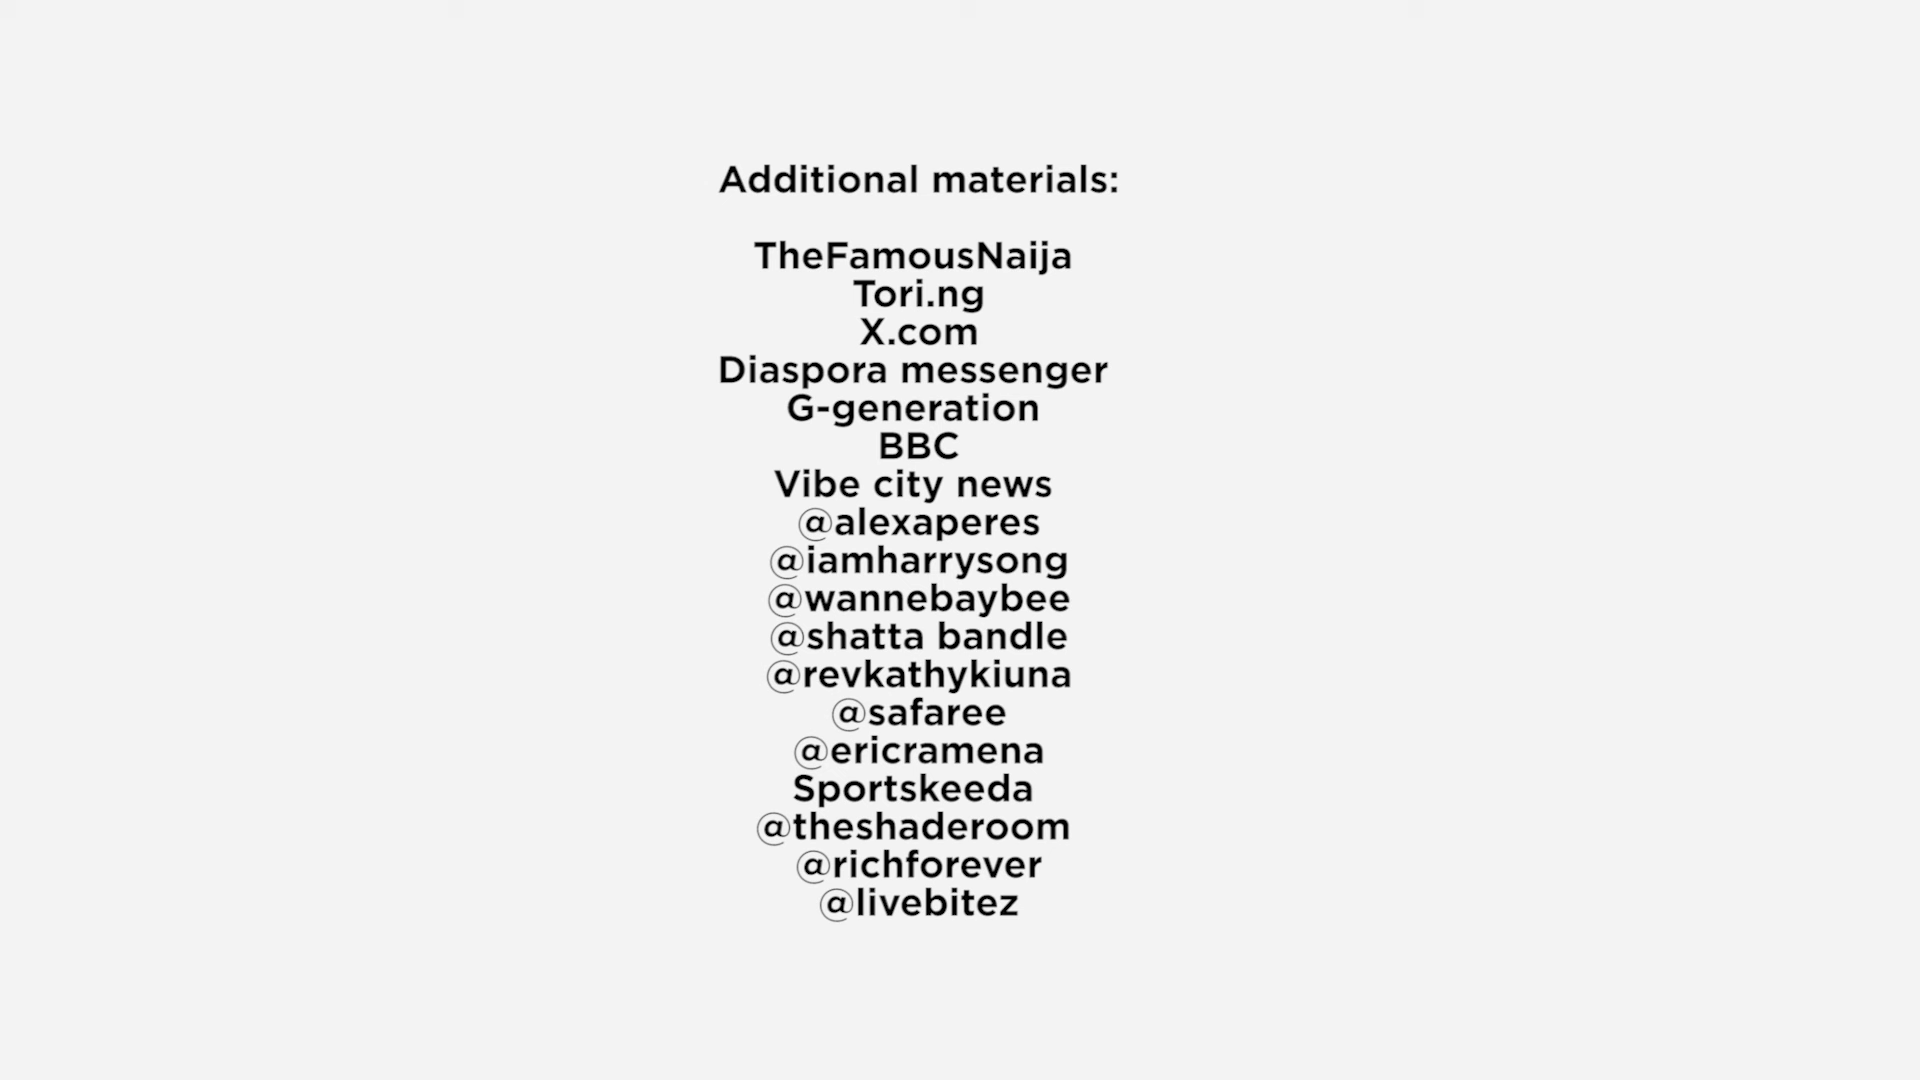 Additional materials:
TheFamousNaija
Tori.ng
X.com
Diaspora messenger
G-generation
BBC
Vibe city news
@alexaperes
@iamharrysong
@wannebaybee
@shatta bandle
@revkathykiuna
@safaree
@ericramena
Sportskeeda
@theshaderoom
@richforever
@livebitez